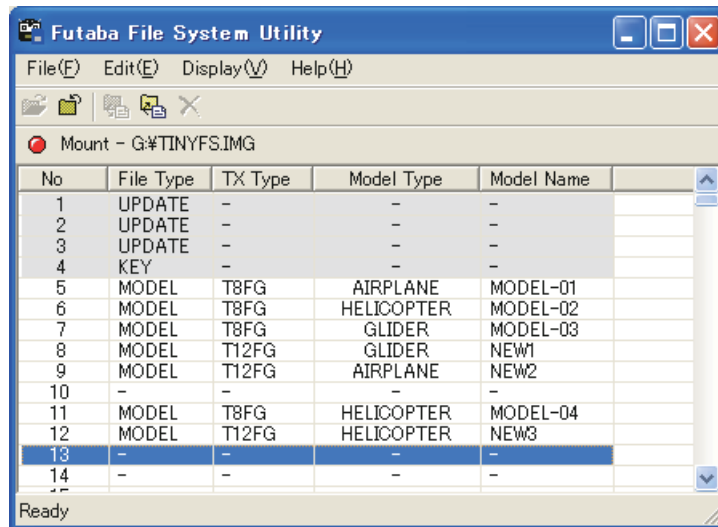 Futaba File System Utility
File(F) Edit(E) Display(V) Help(H)
Mount - G:¥TINYFS.IMG
No File Type TX Type Model Type Model Name
1 UPDATE - - -
2 UPDATE - - -
3 UPDATE - - -
4 KEY - - -
5 MODEL T8FG AIRPLANE MODEL-01
6 MODEL T8FG HELICOPTER MODEL-02
7 MODEL T8FG GLIDER MODEL-03
8 MODEL T12FG GLIDER NEW1
9 MODEL T12FG AIRPLANE NEW2
10 - - - -
11 MODEL T8FG HELICOPTER MODEL-04
12 MODEL T12FG HELICOPTER NEW3
13 - - - -
14 - - - -
Ready